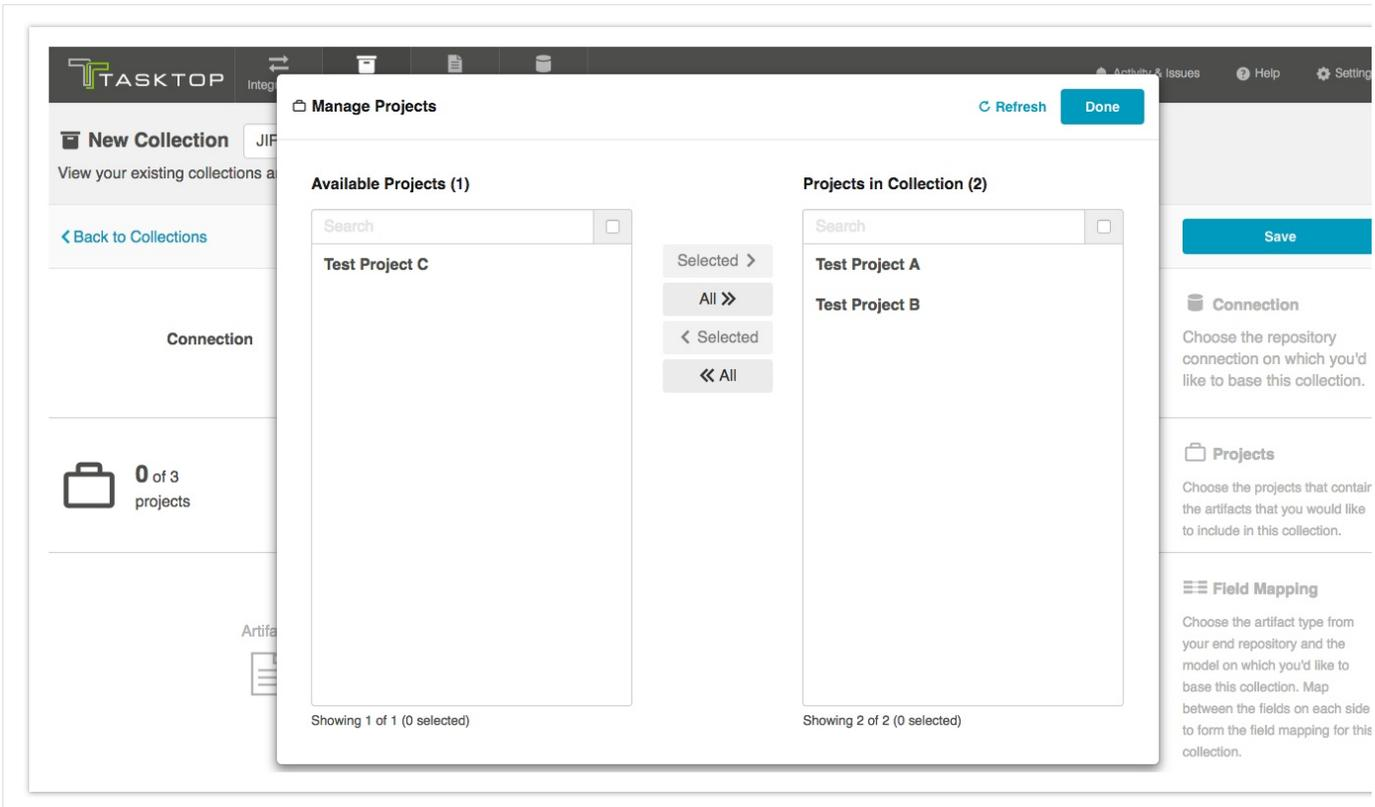 TASKTOP
Activity & Issues
Help
Manage Projects
Refresh
Done
New Collection
View your existing collections
Available Projects (1)
Projects in Collection (2)
Search
Search
Back to Collections
Save
Test Project C
Selected
Test Project A
All
Test Project B
Selected
All
Connection
Connection
Choose the repository
connection on which you'd
like to base this collection.
0 of 3
projects
Projects
Choose the projects that
the artifacts that you would like
to include in this collection.
Field Mapping
Choose the artifact type from
your end repository and the
model on which you'd like to
base this collection. Map
between the fields on each side
to form the field mapping for this
collection.
Showing 1 of 1 (0 selected)
Showing 2 of 2 (0 selected)